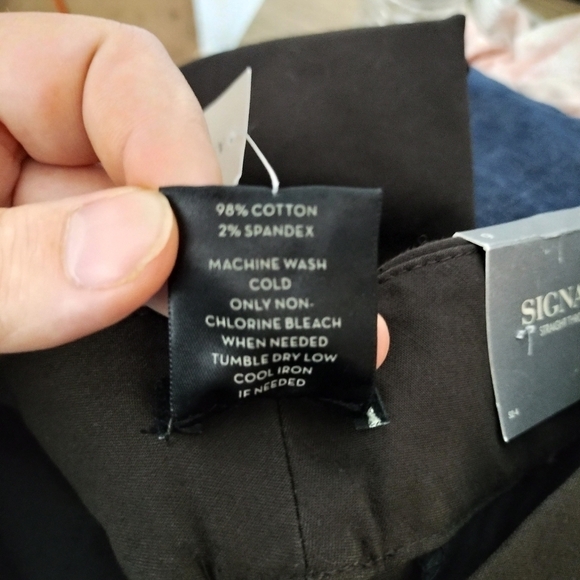 98% COTTON
2% SPANDEX
MACHINE WASH
COLD
ONLY NON-
CHLORINE BLEACH
WHEN NEEDED
TUMBLE DRY LOW
COOL IRON
IF NEEDED
SIGNA
STRAIGHT